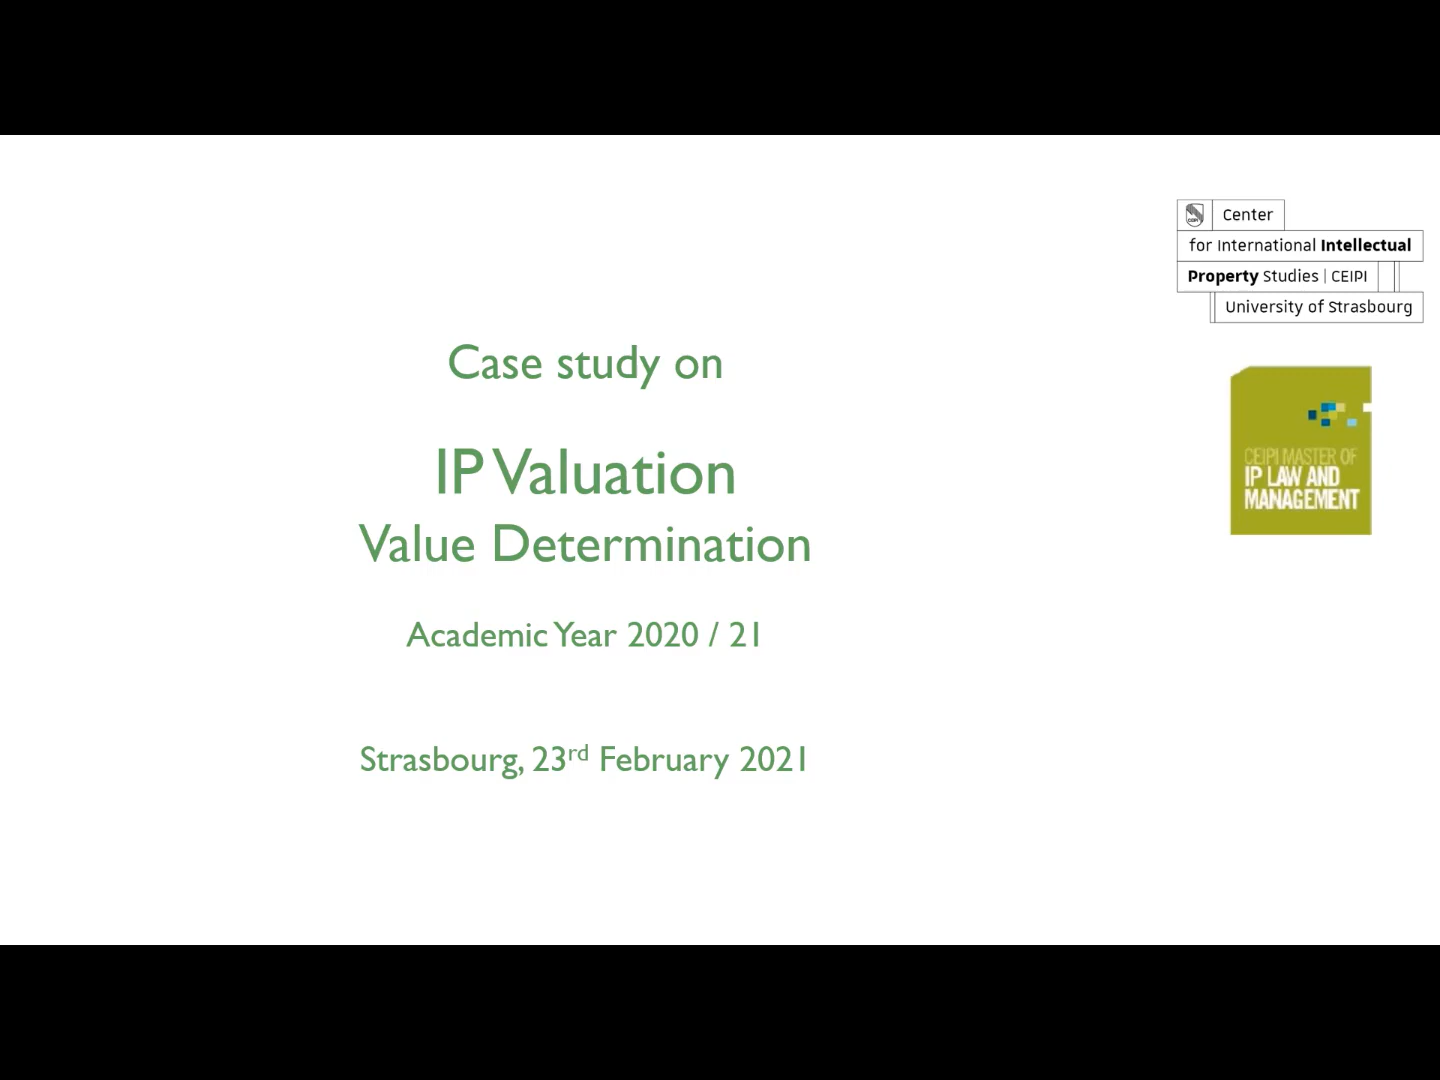 Center
for International Intellectual
Property Studies | CEIPI
University of Strasbourg
Case study on
IP Valuation
Value Determination
Academic Year 2020 / 21
Strasbourg, 23rd February 2021
CEIPI MASTER OF
IP LAW AND
MANAGEMENT